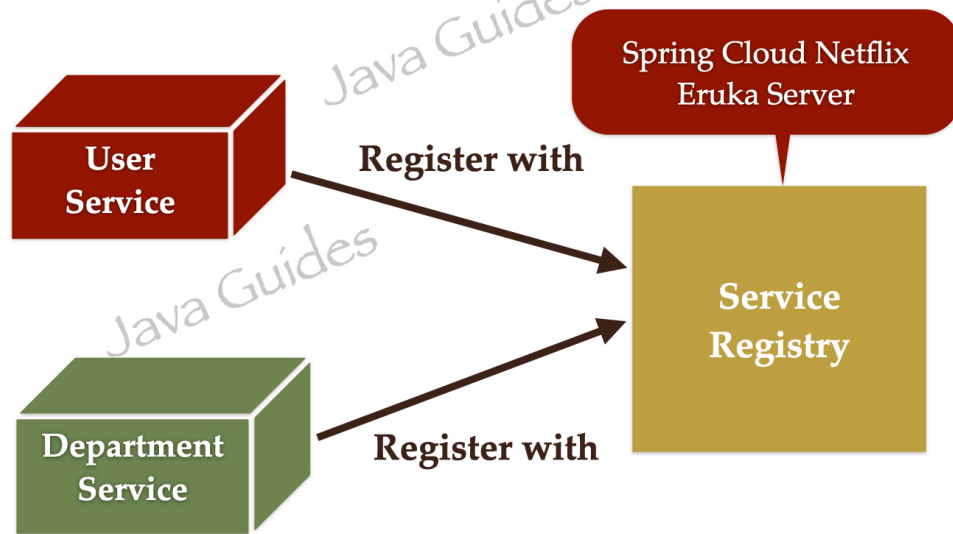 Java Guides
Spring Cloud Netflix
Eruka Server
User
Service
Register with
Java Guides
Service
Registry
Department
Service
Register with